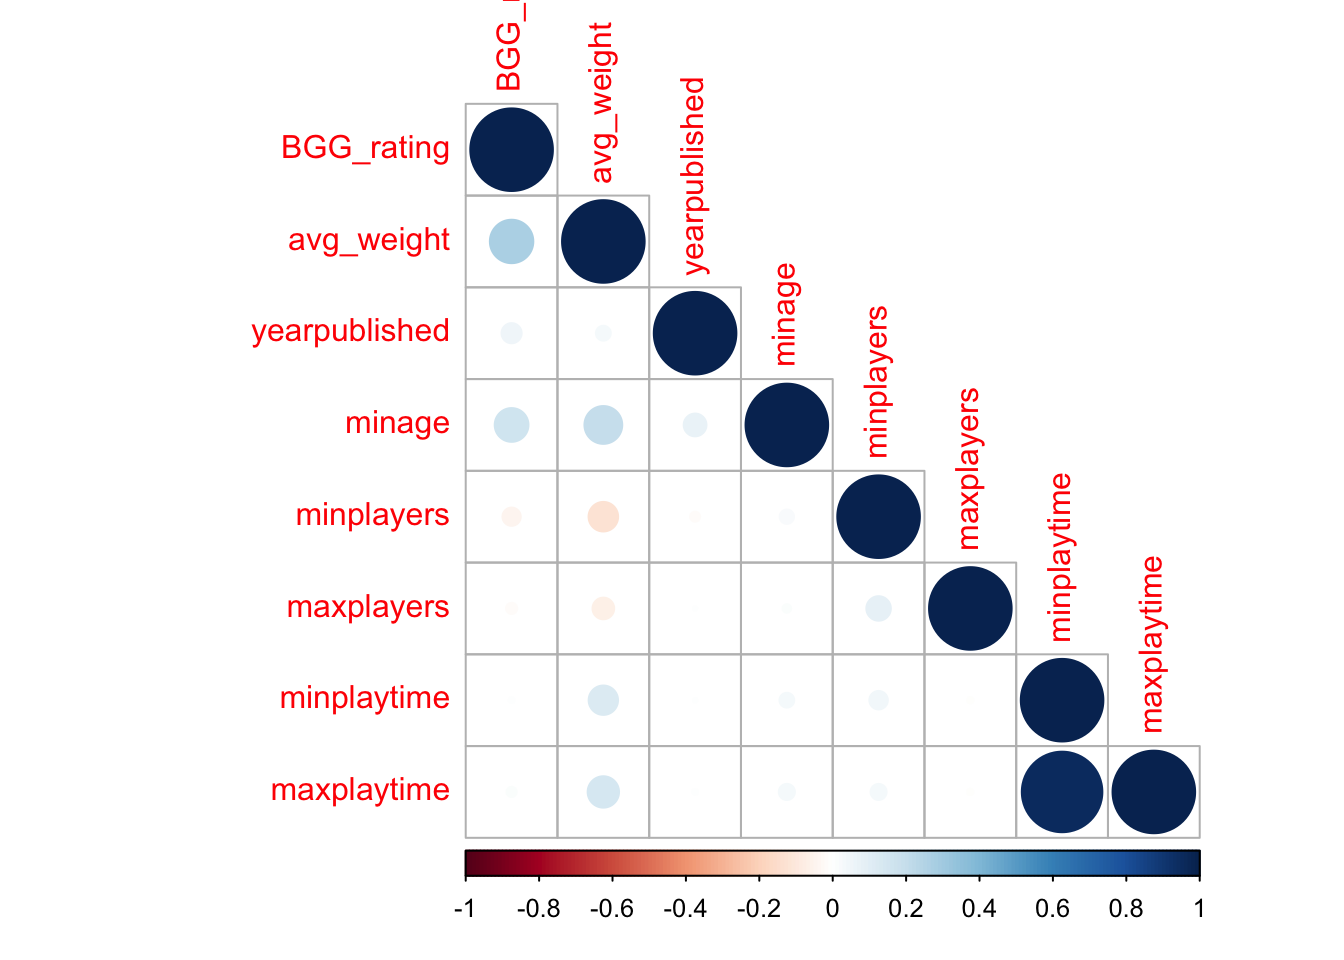 BGG_
avg_weight
yearpublished
minage
minplayers
maxplayers
minplaytime
maxplaytime
BGG_rating
avg_weight
yearpublished
minage
minplayers
maxplayers
minplaytime
maxplaytime
-1 -0.8 -0.6 -0.4 -0.2 0 0.2 0.4 0.6 0.8 1